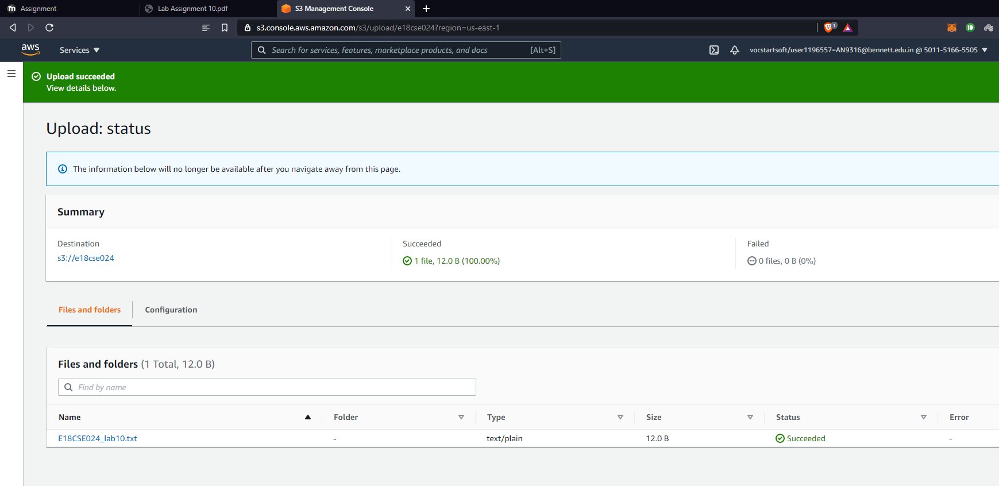 Assignment
Lab Assignment 10.pdf
S3 Management Console
s3.console.aws.amazon.com/s3/upload/e18cse024?region=us-east-1
1
aws
Services
Search for services, features, marketplace products, and docs
[Alt+S]
vocstartsoft/user1196557=AN9316@bennett.edu.in @ 5011-5166-5505
Upload succeeded
View details below.
Upload: status
The information below will no longer be available after you navigate away from this page.
Summary
Destination
s3://e18cse024
Succeeded
1 file, 12.0 B (100.00%)
Failed
0 files, 0 B (0%)
Files and folders
Configuration
Files and folders (1 Total, 12.0 B)
Find by name
Name Folder Type Size Status Error
E18CSE024_lab10.txt - text/plain 12.0 B Succeeded -